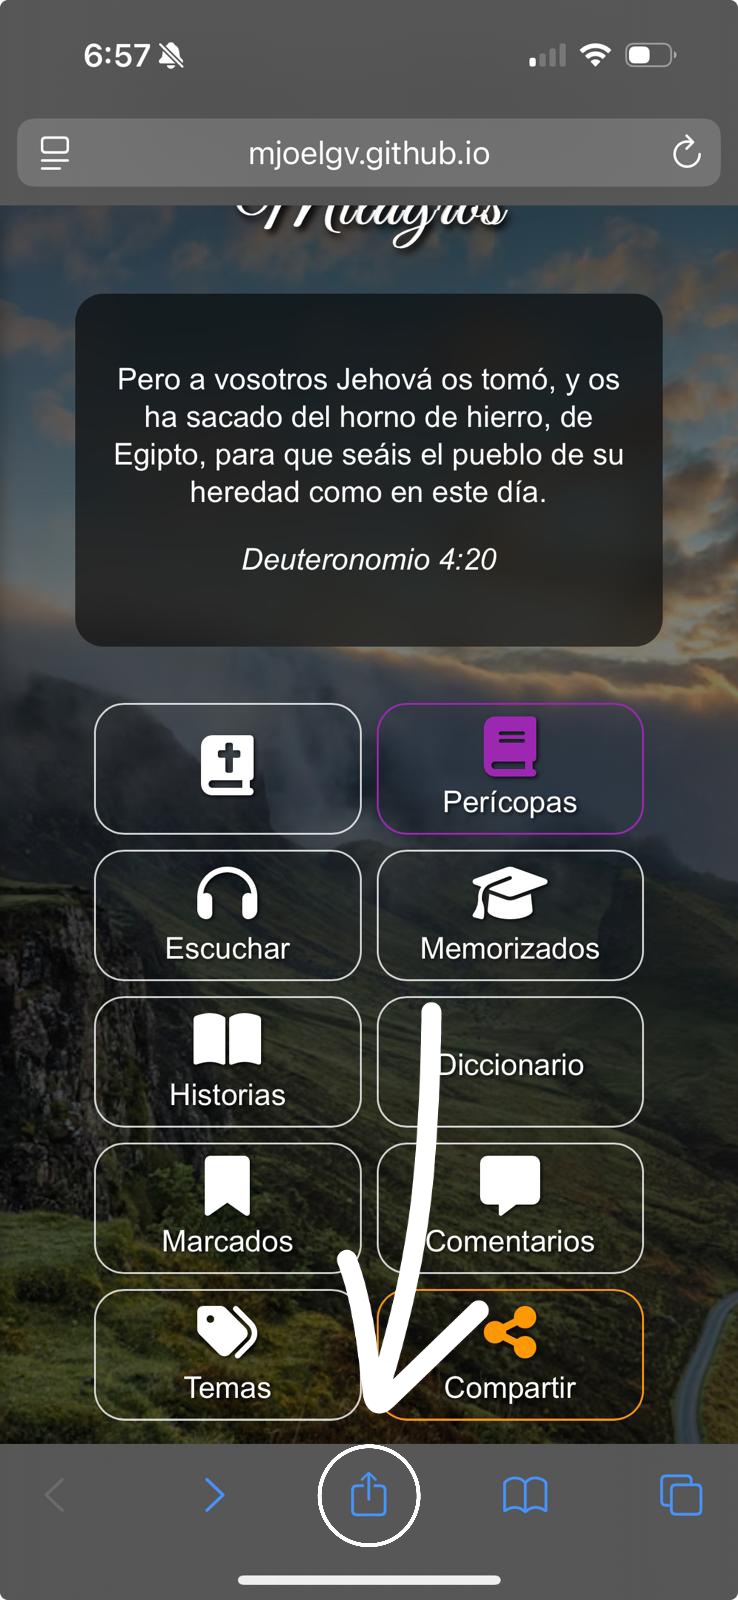 6:57
mjoelgv.github.io
Milagros
Pero a vosotros Jehová os tomó, y os
ha sacado del horno de hierro, de
Egipto, para que seáis el pueblo de su
heredad como en este día.
Deuteronomio 4:20
Perícopas
Escuchar
Memorizados
Historias
Diccionario
Marcados
Comentarios
Temas
Compartir